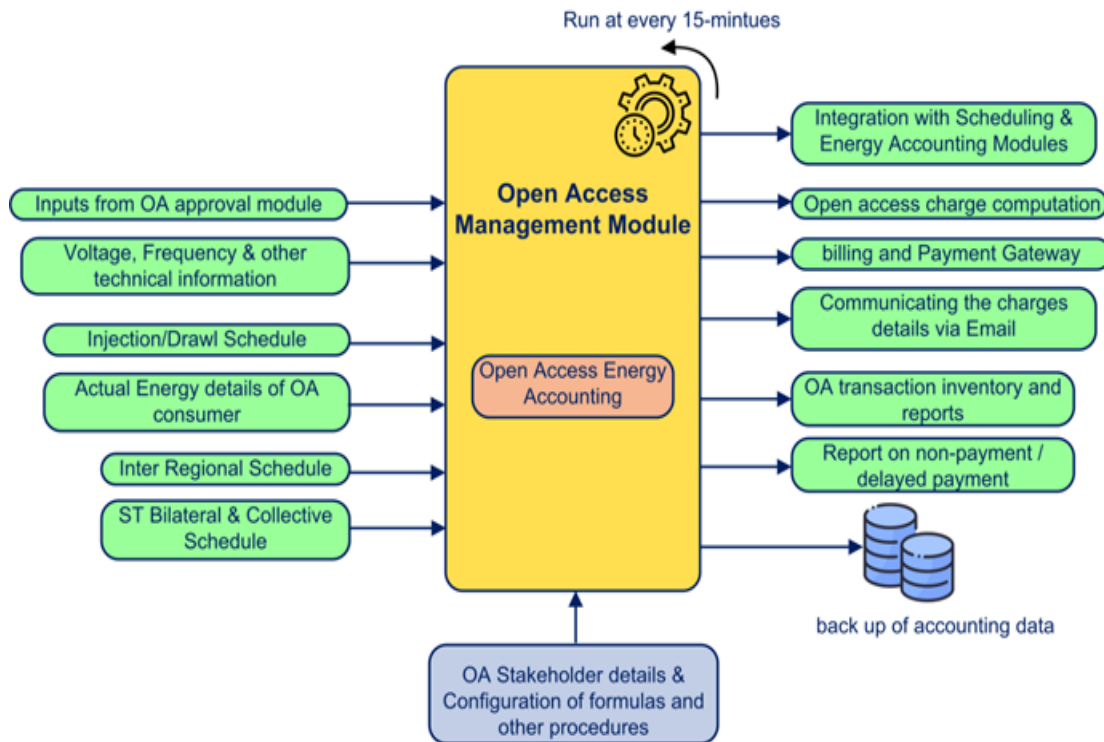 Run at every 15-mintues
Open Access
Management Module
Open Access Energy
Accounting
Inputs from OA approval module
Voltage, Frequency & other
technical information
Injection/Drawl Schedule
Actual Energy details of OA
consumer
Inter Regional Schedule
ST Bilateral & Collective
Schedule
Integration with Scheduling &
Energy Accounting Modules
Open access charge computation
billing and Payment Gateway
Communicating the charges
details via Email
OA transaction inventory and
reports
Report on non-payment /
delayed payment
back up of accounting data
OA Stakeholder details &
Configuration of formulas and
other procedures